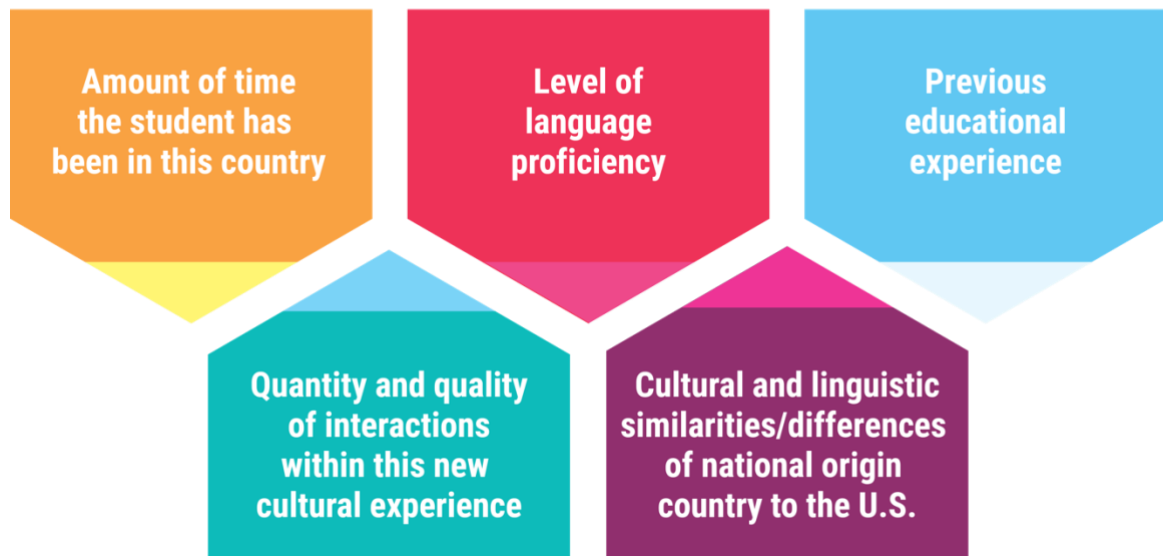 Amount of time
the student has
been in this country
Level of
language
proficiency
Previous
educational
experience
Quantity and quality
of interactions
within this new
cultural experience
Cultural and linguistic
similarities/differences
of national origin
country to the U.S.